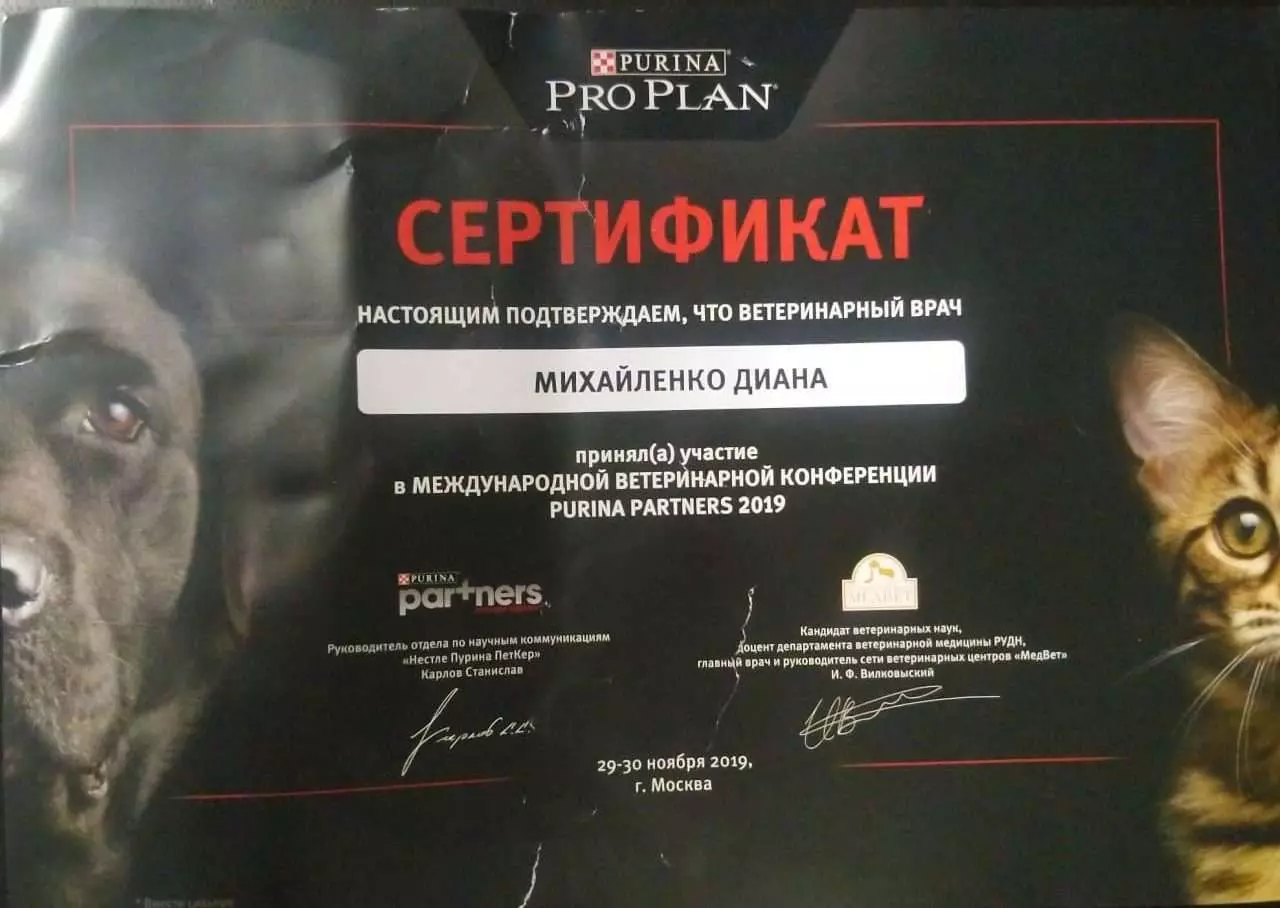 PURINA
PRO PLAN
СЕРТИФИКАТ
НАСТОЯЩИМ ПОДТВЕРЖДАЕМ, ЧТО ВЕТЕРИНАРНЫЙ ВРАЧ
МИХАЙЛЕНКО ДИАНА
принял(а) участие
в МЕЖДУНАРОДНОЙ ВЕТЕРИНАРНОЙ КОНФЕРЕНЦИИ
PURINA PARTNERS 2019
PURINA
partners
Руководитель отдела по научным коммуникациям
«Нестле Пурина ПетКер»
Карлов Станислав
МЕДВЕТ
Кандидат ветеринарных наук,
доцент департамента ветеринарной медицины РУДН,
главный врач и руководитель сети ветеринарных центров «МедВет»
И. Ф. Вилковыский
29-30 ноября 2019,
г. Москва